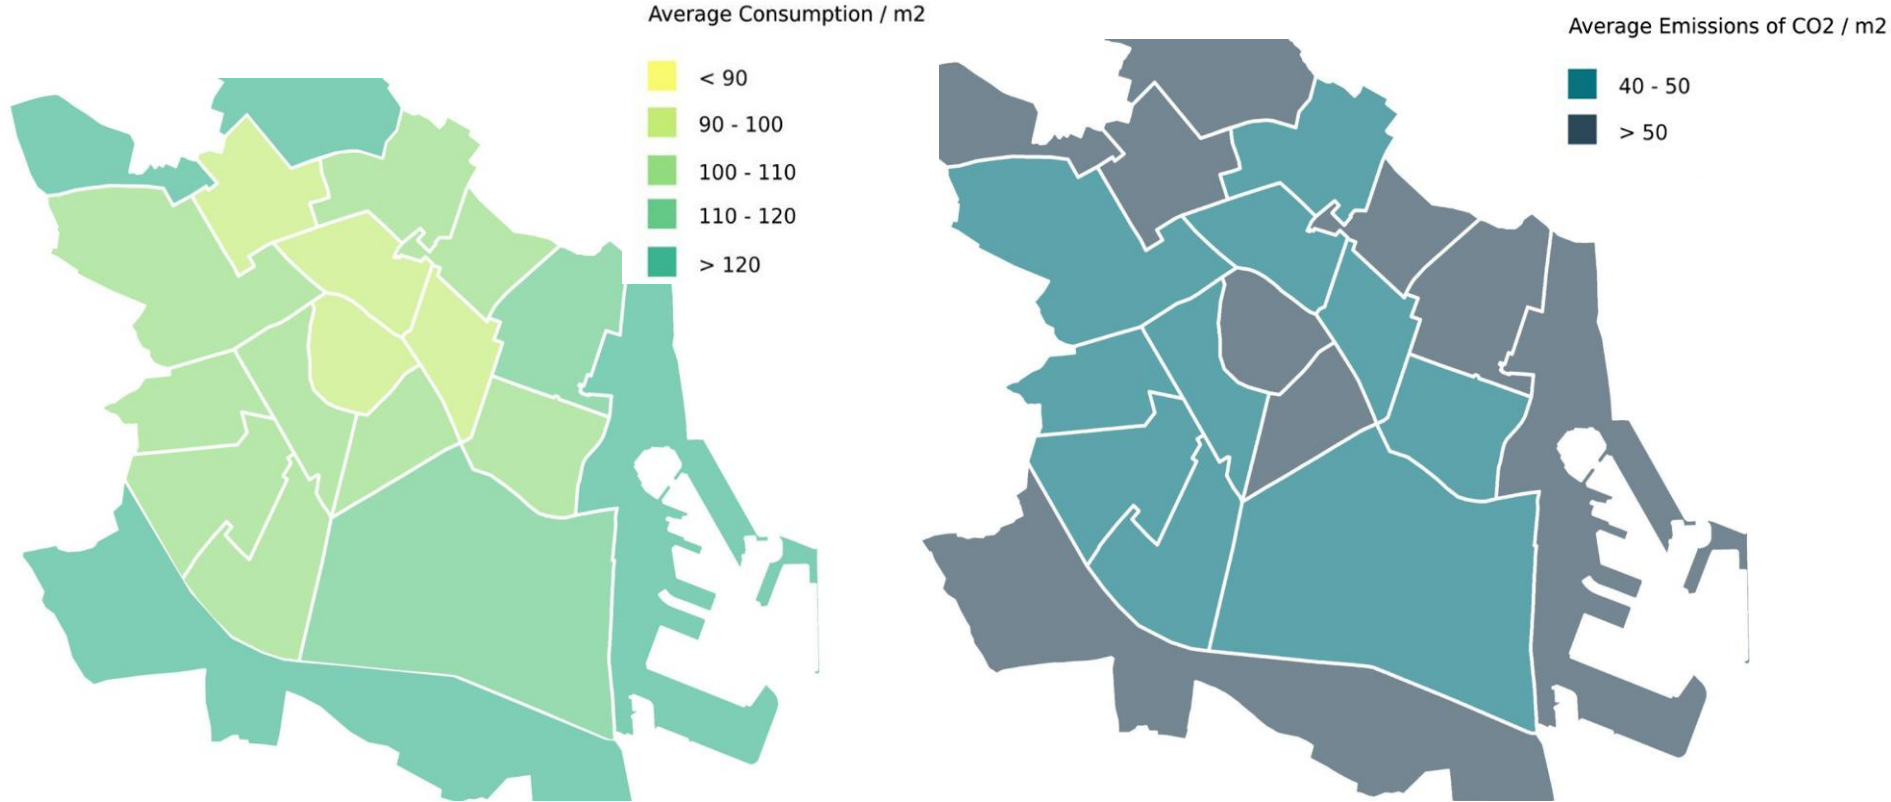 Average Consumption / m2
< 90
90 - 100
100 - 110
110 - 120
> 120
Average Emissions of CO2 / m2
40 - 50
> 50